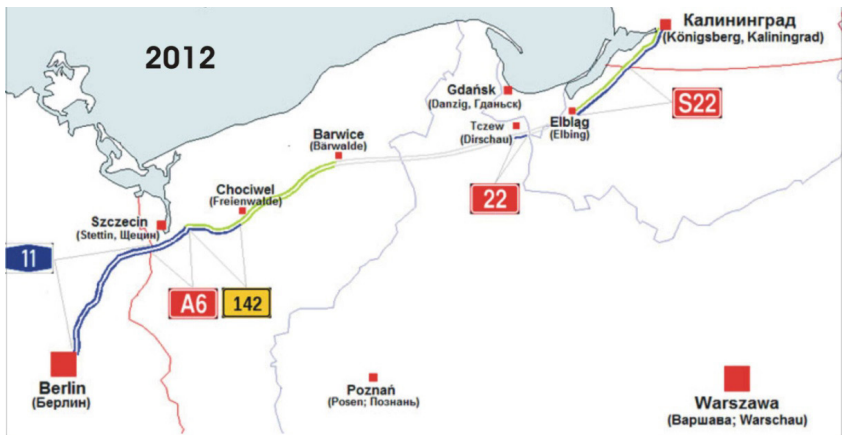 2012
Калининград
(Königsberg, Kaliningrad)
Gdańsk
(Danzig, Гданьск)
S22
Tczew
(Dirschau)
Elbląg
(Elbing)
Barwice
(Bärwalde)
22
Chociwel
(Freienwalde)
Szczecin
(Stettin, Щецин)
11
A6
142
Berlin
(Берлин)
Poznań
(Posen; Познань)
Warszawa
(Варшава; Warschau)